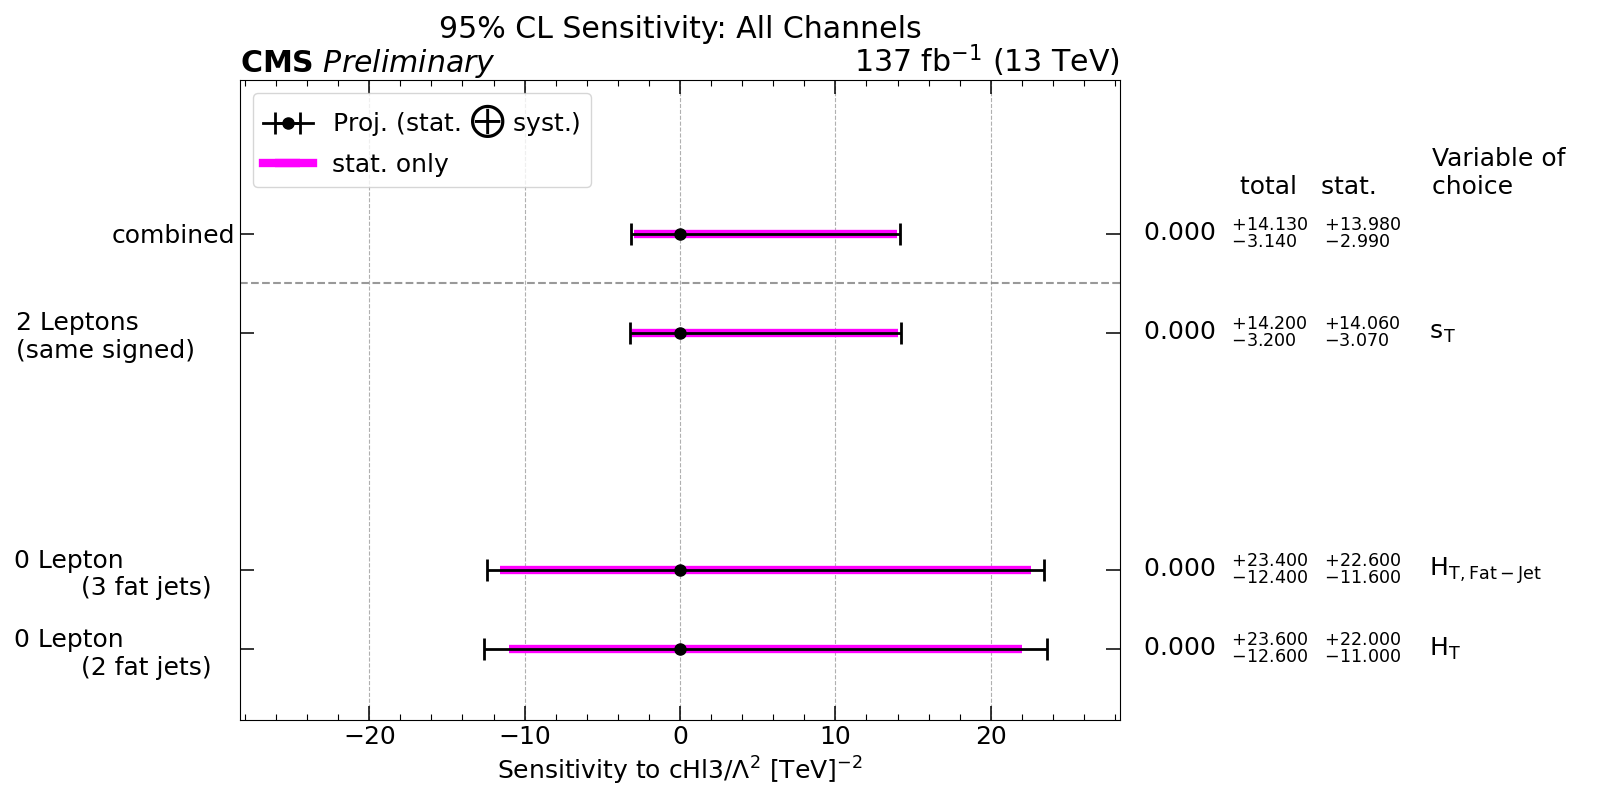 95% CL Sensitivity: All Channels
CMS Preliminary 137 fb⁻¹ (13 TeV)
Proj. (stat. ⊕ syst.)
stat. only
total stat. Variable of
choice
combined 0.000 +14.130 +13.980
−3.140 −2.990
2 Leptons
(same signed) 0.000 +14.200 +14.060 s_T
−3.200 −3.070
0 Lepton
(3 fat jets) 0.000 +23.400 +22.600 H_T, Fat−Jet
−12.400 −11.600
0 Lepton
(2 fat jets) 0.000 +23.600 +22.000 H_T
−12.600 −11.000
−20 −10 0 10 20
Sensitivity to cHl3/Λ² [TeV]⁻²